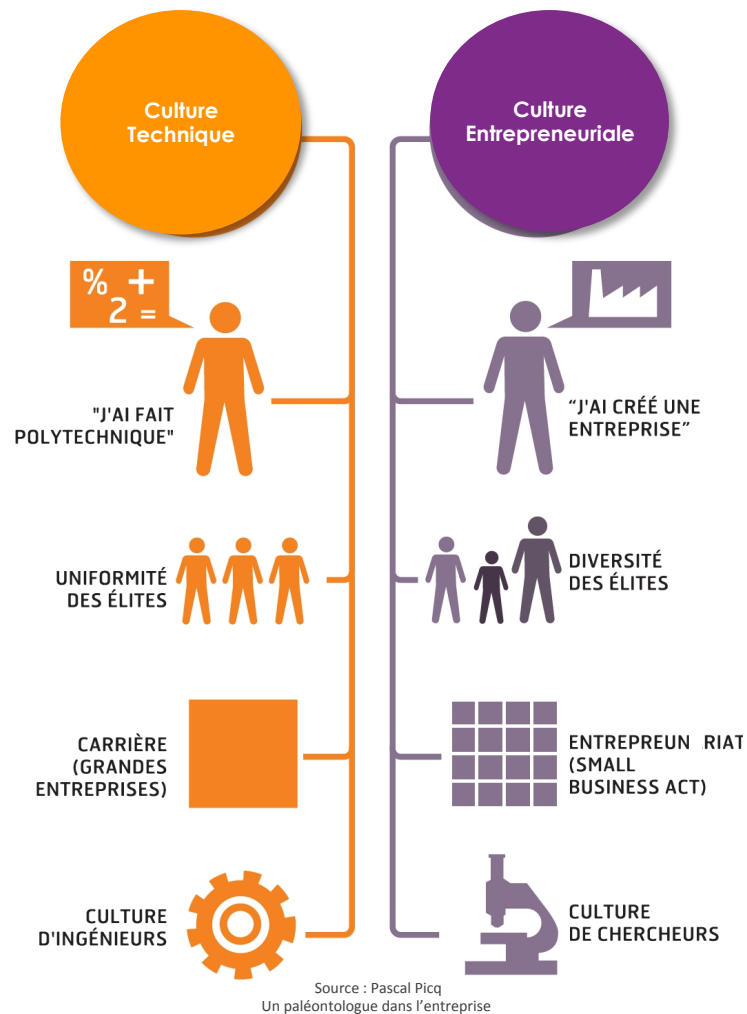 Culture
Technique
Culture
Entrepreneuriale
% +
2 =
"J'AI FAIT
POLYTECHNIQUE"
“J'AI CRÉÉ UNE
ENTREPRISE”
UNIFORMITÉ
DES ÉLITES
DIVERSITÉ
DES ÉLITES
CARRIÈRE
(GRANDES
ENTREPRISES)
ENTREPREUN RIAT
(SMALL
BUSINESS ACT)
CULTURE
D'INGÉNIEURS
CULTURE
DE CHERCHEURS
Source : Pascal Picq
Un paléontologue dans l’entreprise